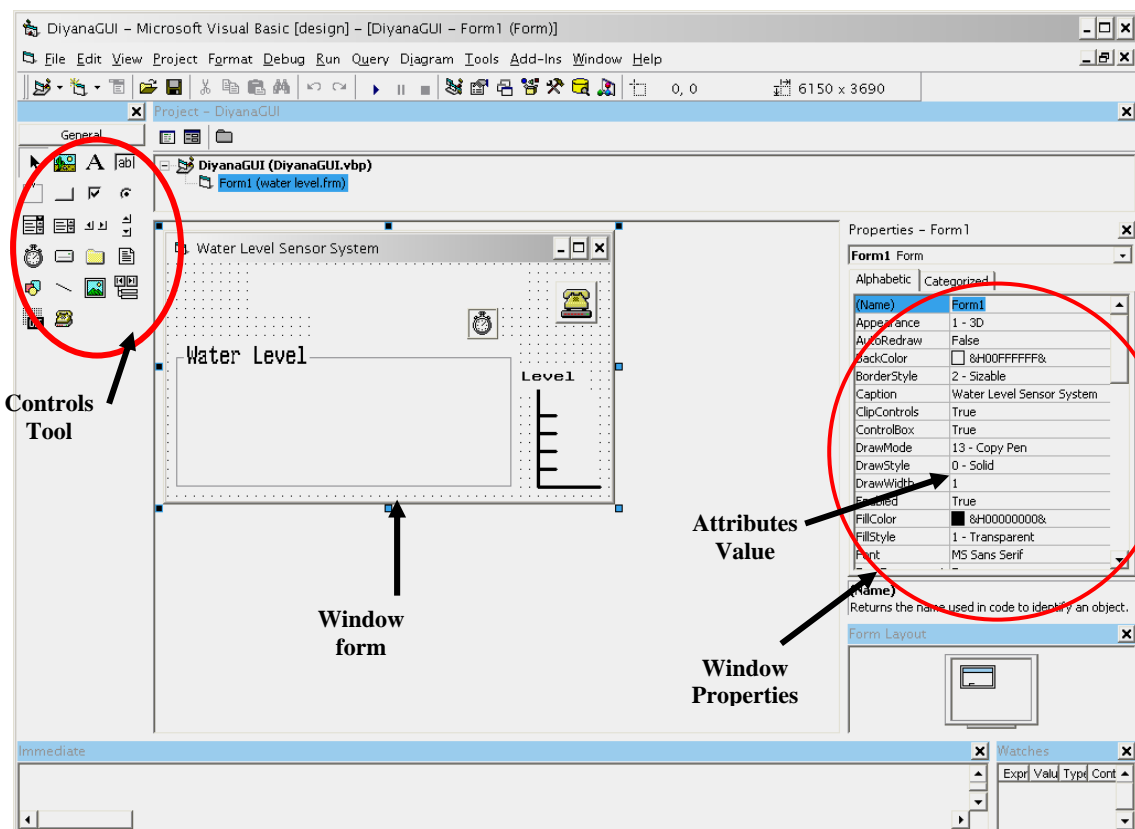 DiyanaGUI – Microsoft Visual Basic [design] – [DiyanaGUI – Form1 (Form)]
File Edit View Project Format Debug Run Query Diagram Tools Add-Ins Window Help
0, 0 6150 x 3690
General
Project – DiyanaGUI
DiyanaGUI (DiyanaGUI.vbp)
Form1 (water level.frm)
A ab|
Controls
Tool
Water Level Sensor System
Water Level
Level
Window
form
Properties – Form1
Form1 Form
Alphabetic Categorized
(Name) Form1
Appearance 1 - 3D
AutoRedraw False
BackColor &H00FFFFFF&
BorderStyle 2 - Sizable
Caption Water Level Sensor System
ClipControls True
ControlBox True
DrawMode 13 - Copy Pen
DrawStyle 0 - Solid
DrawWidth 1
Enabled True
FillColor &H00000000&
FillStyle 1 - Transparent
Font MS Sans Serif
Attributes
Value
(Name)
Returns the name used in code to identify an object.
Window
Properties
Form Layout
Immediate
Watches
Expr Valu Type Cont